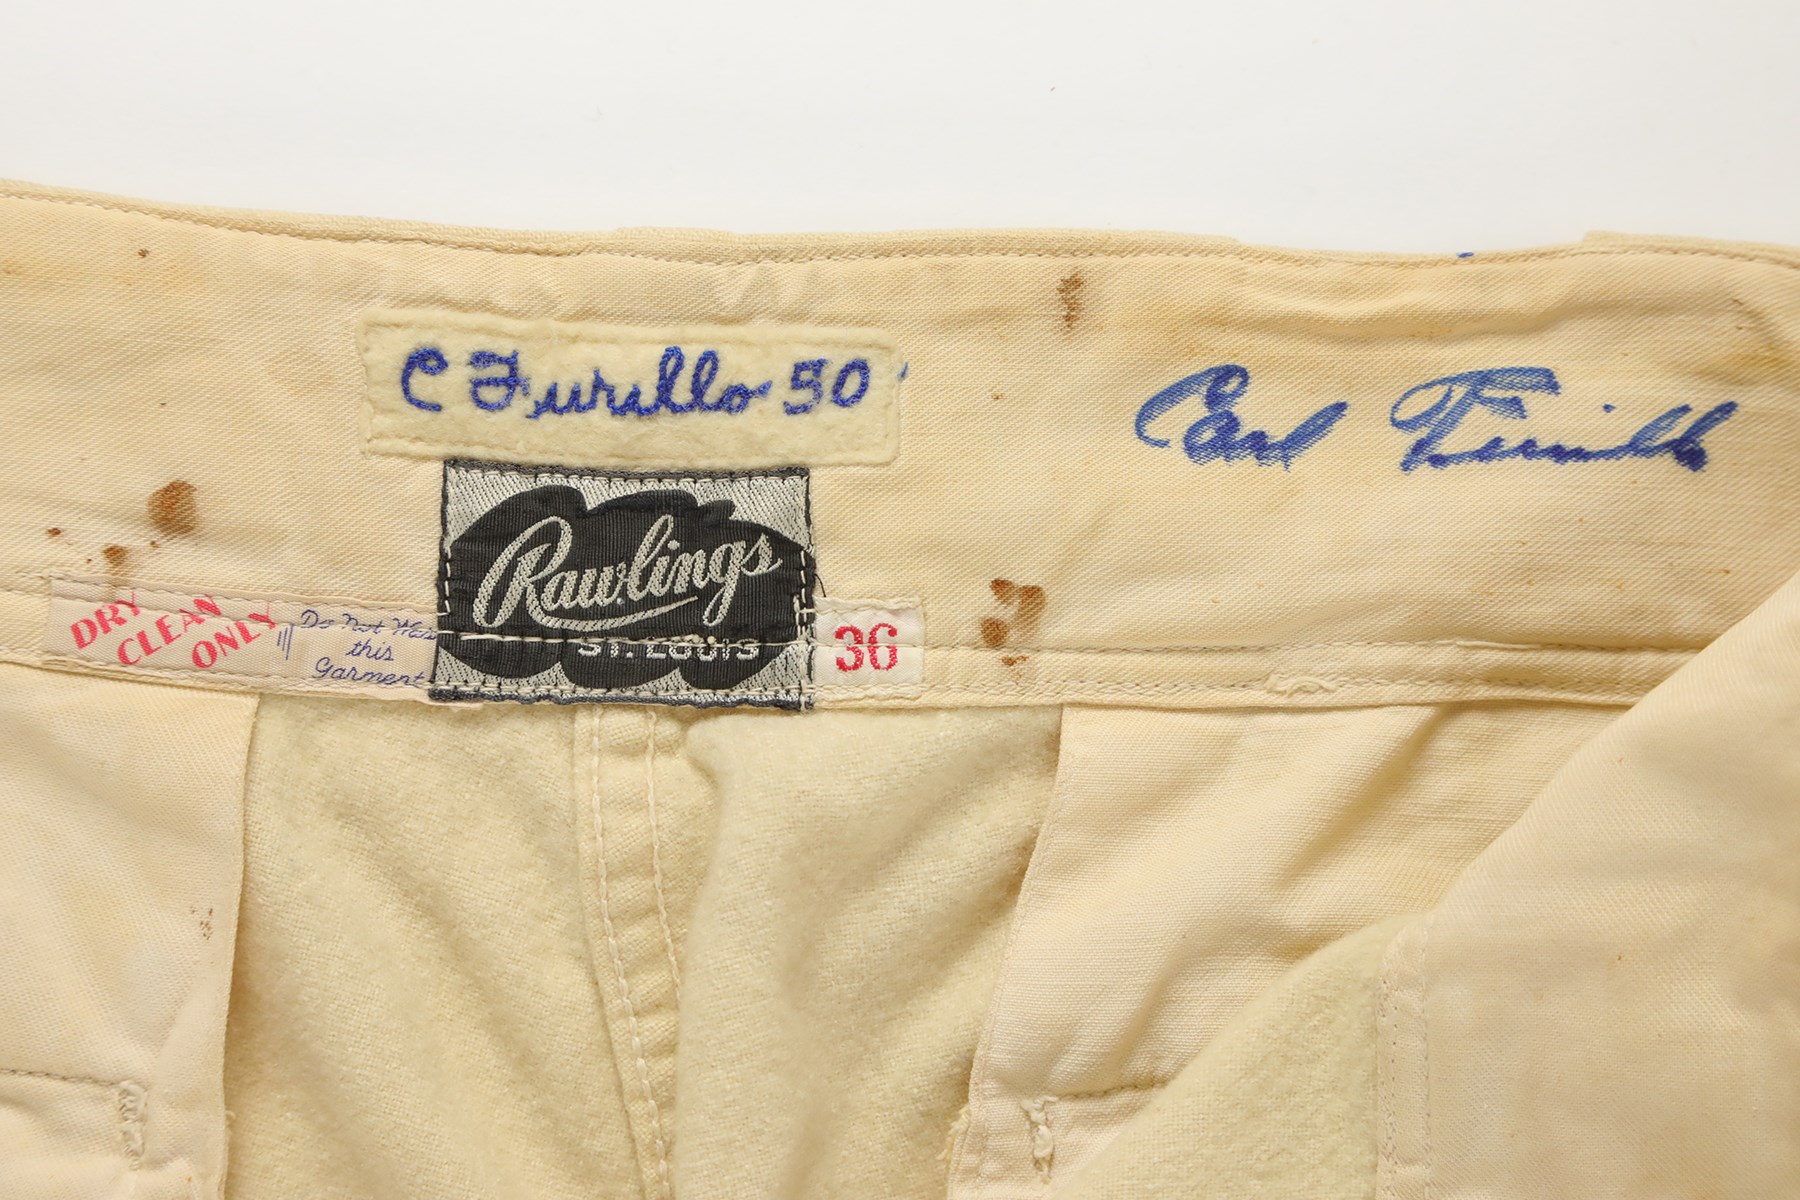 C Furillo 50
Carl Furillo
Rawlings
ST. LOUIS
36
DRY
CLEAN
ONLY
Do Not Wash
this
Garment